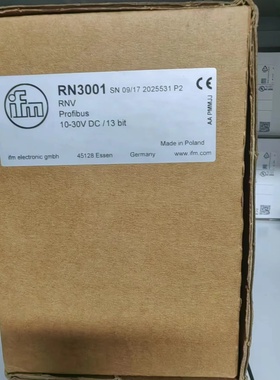 ifm
RN3001 SN 09/17 2025531 P2
RNV
Profibus
10-30V DC / 13 bit
CE
Made in Poland
ifm electronic gmbh 45128 Essen Germany www.ifm.com